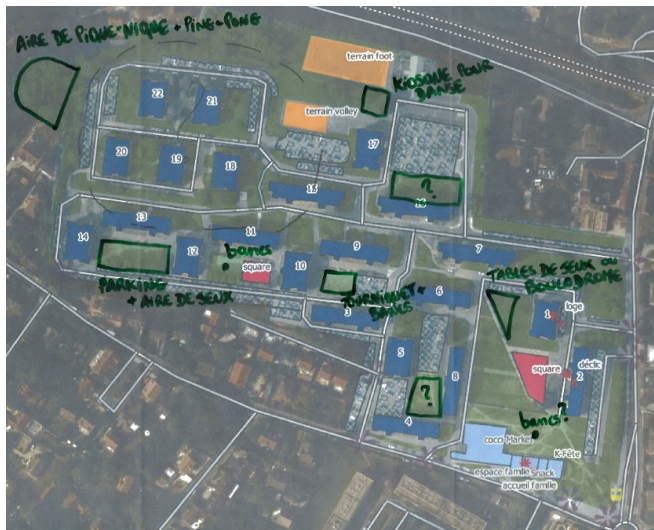 AIRE DE PIQUE-NIQUE + PING-PONG
terrain foot
KIOSQUE POUR
DANSE
terrain volley
22
21
17
20
19
18
15
?
16
13
14
12
11
bancs
square
10
9
7
PARKING
+ AIRE DE JEUX
TOURNIQUET +
BANCS
3
6
TABLES DE JEUX OU
BOULODROME
1
loge
5
8
square
déclic
2
?
4
bancs?
cocci Market
K-Fête
espace famille
snack
accueil famille